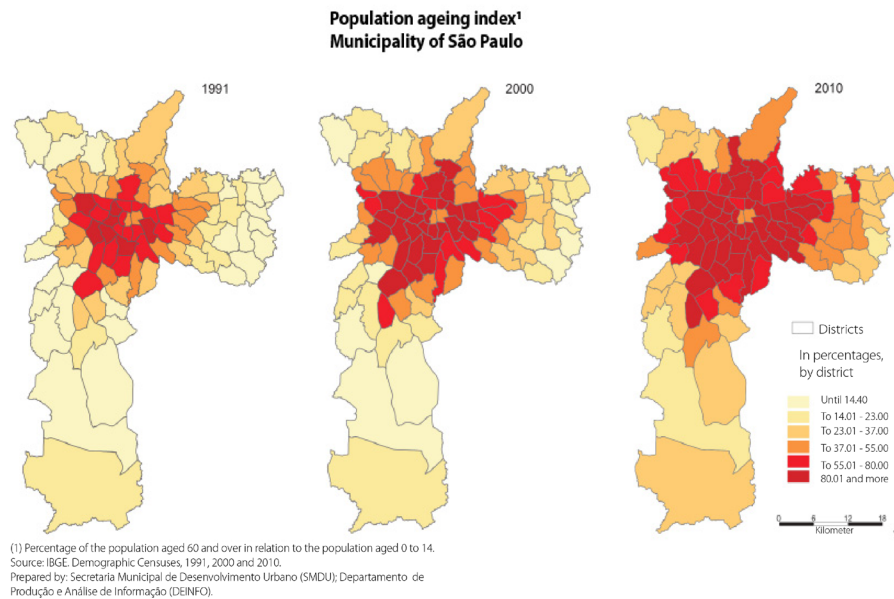 Population ageing index¹
Municipality of São Paulo
1991
2000
2010
Districts
In percentages,
by district
Until 14.40
To 14.01 - 23.00
To 23.01 - 37.00
To 37.01 - 55.00
To 55.01 - 80.00
80.01 and more
0 6 12 18
Kilometer
(1) Percentage of the population aged 60 and over in relation to the population aged 0 to 14.
Source: IBGE. Demographic Censuses, 1991, 2000 and 2010.
Prepared by: Secretaria Municipal de Desenvolvimento Urbano (SMDU); Departamento de
Produção e Análise de Informação (DEINFO).